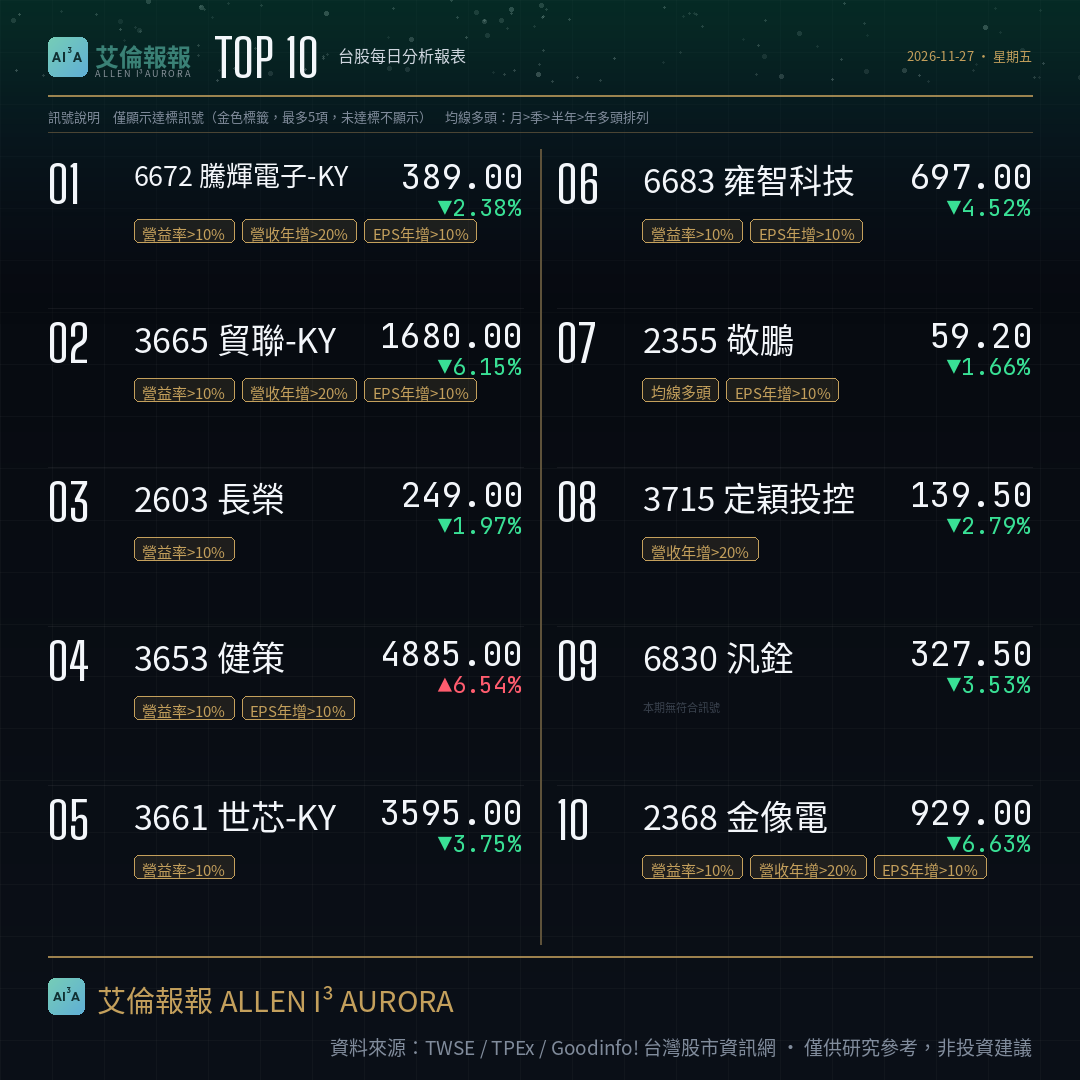 AI³A 艾倫報報 ALLEN I³AURORA TOP 10 台股每日分析報表 2026-11-27 • 星期五
訊號說明 僅顯示達標訊號（金色標籤，最多5項，未達標不顯示） 均線多頭：月>季>半年>年多頭排列
01 6672 騰輝電子-KY 389.00
▼2.38%
營益率>10% 營收年增>20% EPS年增>10%
02 3665 貿聯-KY 1680.00
▼6.15%
營益率>10% 營收年增>20% EPS年增>10%
03 2603 長榮 249.00
▼1.97%
營益率>10%
04 3653 健策 4885.00
▲6.54%
營益率>10% EPS年增>10%
05 3661 世芯-KY 3595.00
▼3.75%
營益率>10%
06 6683 雍智科技 697.00
▼4.52%
營益率>10% EPS年增>10%
07 2355 敬鵬 59.20
▼1.66%
均線多頭 EPS年增>10%
08 3715 定穎投控 139.50
▼2.79%
營收年增>20%
09 6830 汎銓 327.50
▼3.53%
本期無符合訊號
10 2368 金像電 929.00
▼6.63%
營益率>10% 營收年增>20% EPS年增>10%
AI³A 艾倫報報 ALLEN I³ AURORA
資料來源：TWSE / TPEx / Goodinfo! 台灣股市資訊網 • 僅供研究參考，非投資建議